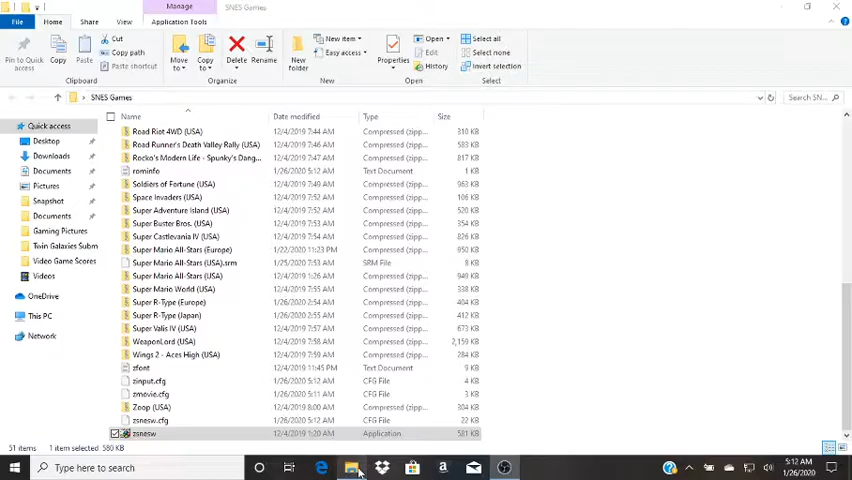 Manage
SNES Games
File
Home
Share
View
Application Tools
Pin to Quick access
Copy
Paste
Cut
Copy path
Paste shortcut
Clipboard
Move to
Copy to
Delete
Rename
Organize
New folder
New item
Easy access
New
Properties
Open
Edit
History
Open
Select all
Select none
Invert selection
Select
SNES Games
Search SN...
Name
Date modified
Type
Size
Quick access
Desktop
Downloads
Documents
Pictures
Snapshot
Documents
Gaming Pictures
Twin Galaxies Subm
Video Game Scores
Videos
OneDrive
This PC
Network
Road Riot 4WD (USA) 12/4/2019 7:44 AM Compressed (zipp... 310 KB
Road Runner's Death Valley Rally (USA) 12/4/2019 7:46 AM Compressed (zipp... 583 KB
Rocko's Modern Life - Spunky's Dang... 12/4/2019 7:47 AM Compressed (zipp... 817 KB
rominfo 1/26/2020 5:12 AM Text Document 1 KB
Soldiers of Fortune (USA) 12/4/2019 7:49 AM Compressed (zipp... 963 KB
Space Invaders (USA) 12/4/2019 7:52 AM Compressed (zipp... 106 KB
Super Adventure Island (USA) 12/4/2019 7:52 AM Compressed (zipp... 520 KB
Super Buster Bros. (USA) 12/4/2019 7:53 AM Compressed (zipp... 354 KB
Super Castlevania IV (USA) 12/4/2019 7:54 AM Compressed (zipp... 826 KB
Super Mario All-Stars (Europe) 1/22/2020 11:23 PM Compressed (zipp... 950 KB
Super Mario All-Stars (USA).srm 1/25/2020 7:53 AM SRM File 8 KB
Super Mario All-Stars (USA) 12/4/2019 1:26 AM Compressed (zipp... 949 KB
Super Mario World (USA) 12/4/2019 7:55 AM Compressed (zipp... 338 KB
Super R-Type (Europe) 1/26/2020 2:54 AM Compressed (zipp... 404 KB
Super R-Type (Japan) 1/26/2020 2:55 AM Compressed (zipp... 412 KB
Super Valis IV (USA) 12/4/2019 7:57 AM Compressed (zipp... 673 KB
WeaponLord (USA) 12/4/2019 7:58 AM Compressed (zipp... 2,159 KB
Wings 2 - Aces High (USA) 12/4/2019 7:59 AM Compressed (zipp... 284 KB
zfont 12/4/2019 11:45 PM Text Document 9 KB
zinput.cfg 1/26/2020 5:12 AM CFG File 4 KB
zmovie.cfg 1/26/2020 5:11 AM CFG File 3 KB
Zoop (USA) 12/4/2019 8:00 AM Compressed (zipp... 304 KB
zsnesw.cfg 1/26/2020 5:12 AM CFG File 22 KB
zsnesw 12/4/2019 1:20 AM Application 581 KB
51 items 1 item selected 580 KB
Type here to search
5:12 AM
1/26/2020